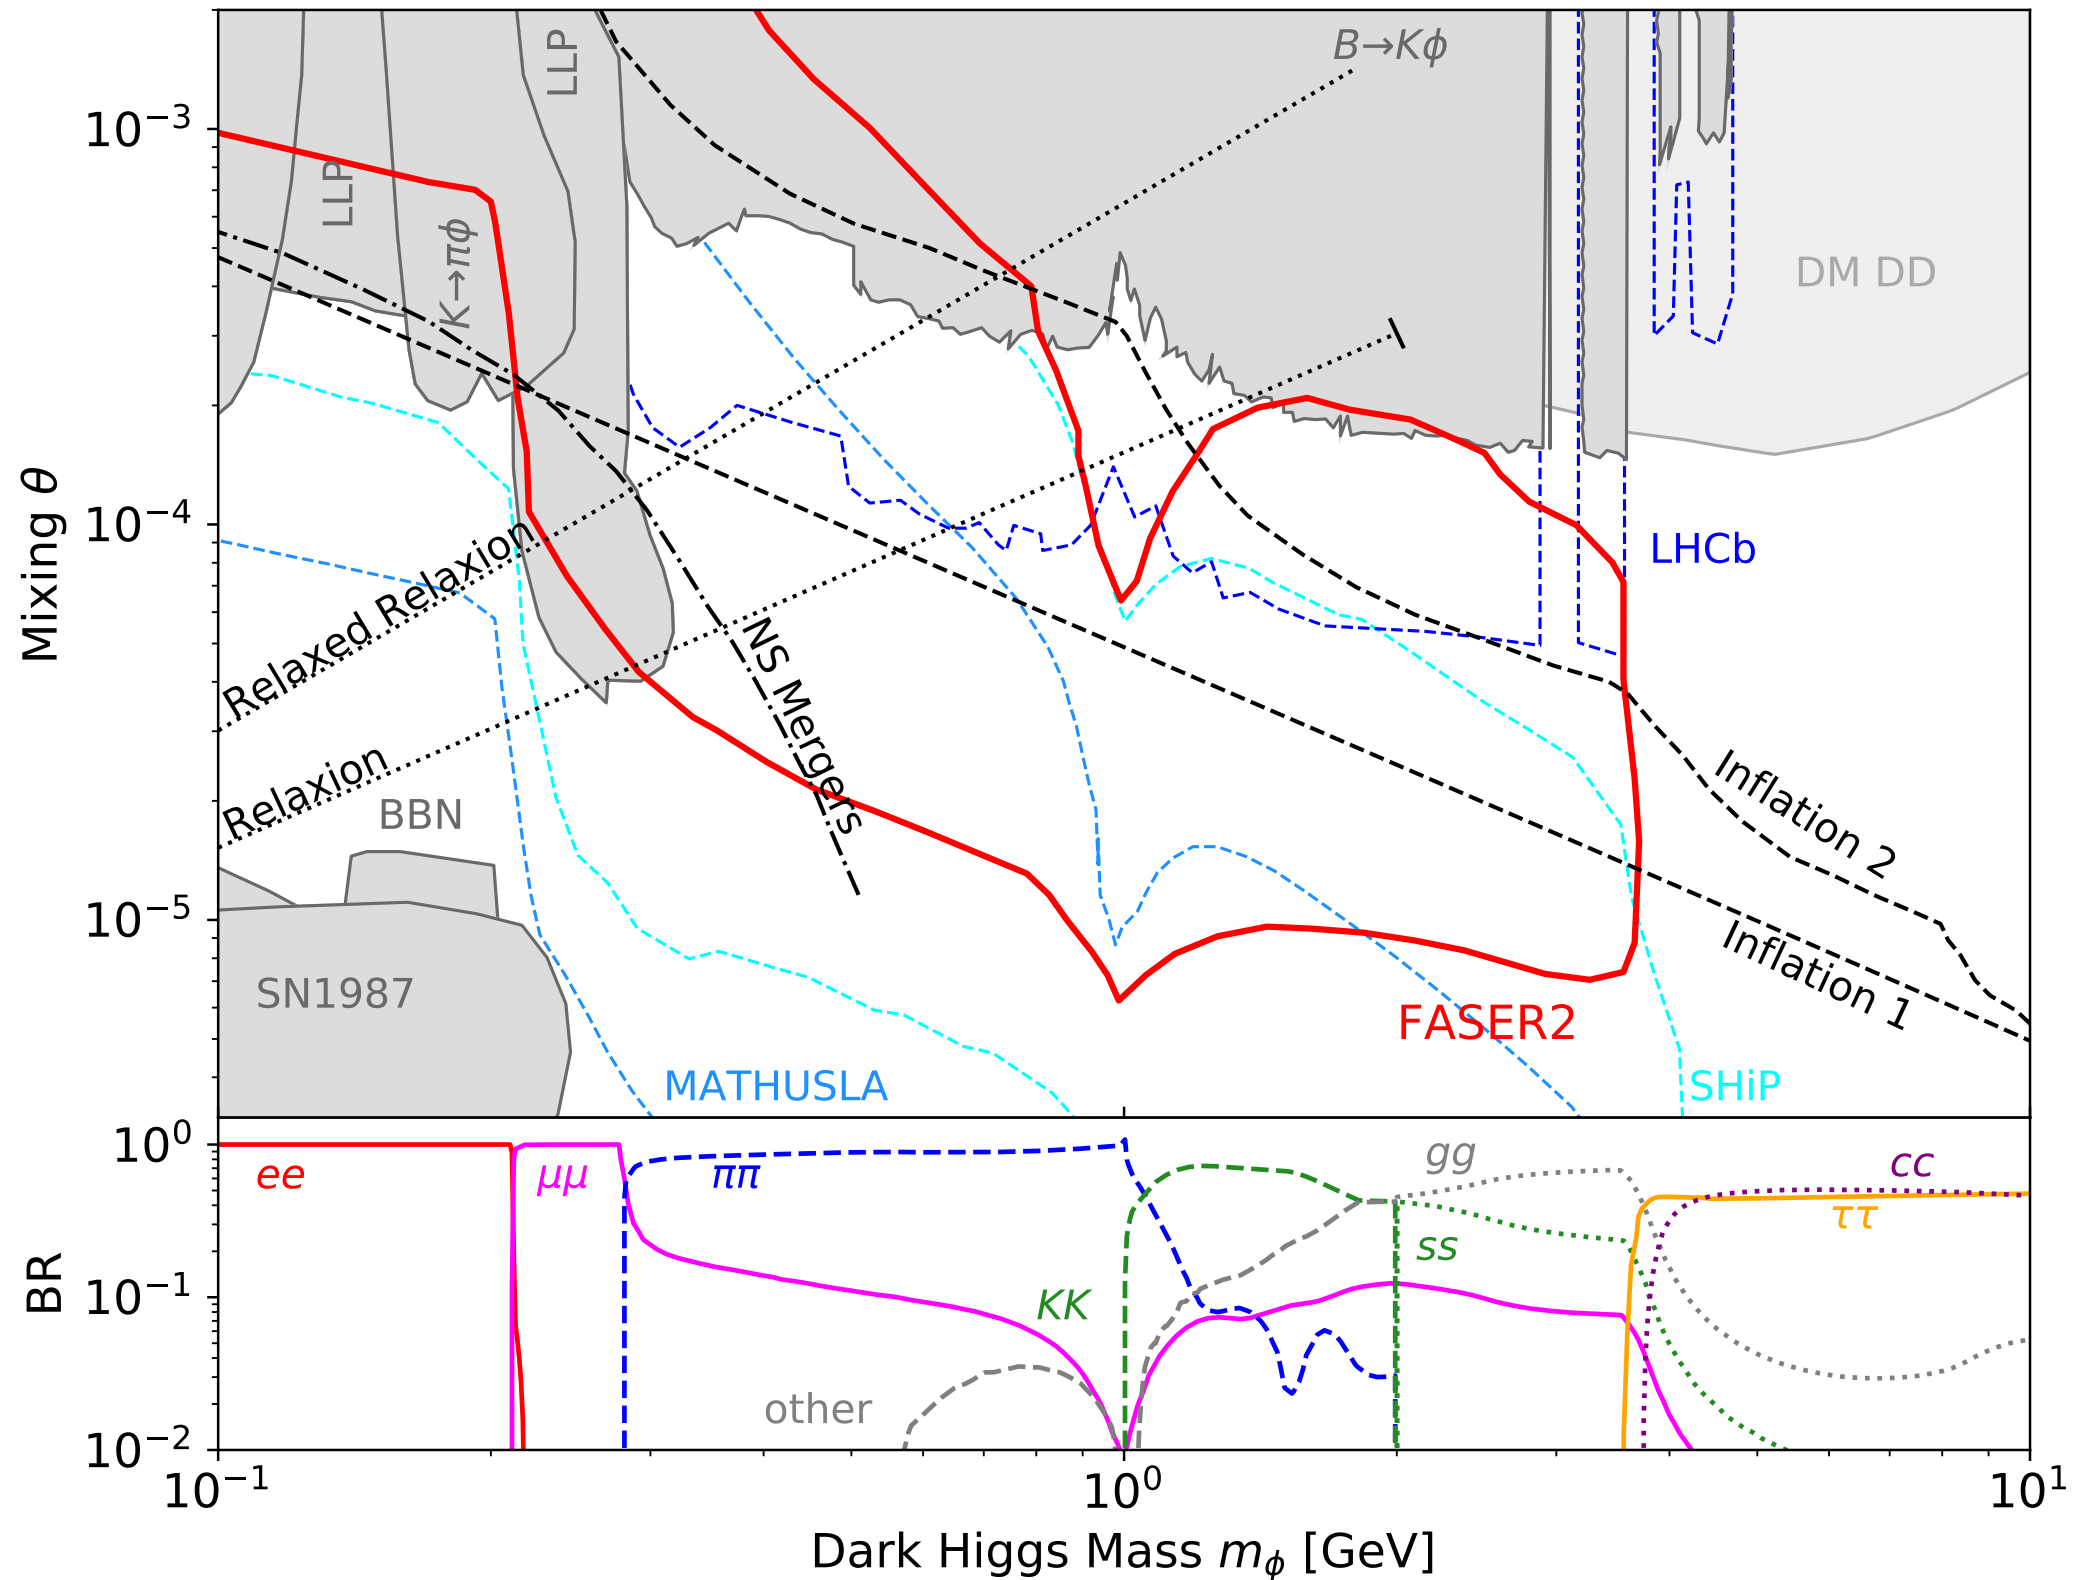 B→Kϕ
LLP
10⁻³
LLP
K→πϕ
DM DD
Mixing θ
10⁻⁴
LHCb
Relaxed Relaxion
NS Mergers
Relaxion
BBN
Inflation 2
10⁻⁵
Inflation 1
SN1987
FASER2
MATHUSLA
SHiP
10⁰
ee
μμ
ππ
gg
cc
ττ
ss
BR
10⁻¹
KK
other
10⁻²
10⁻¹
10⁰
10¹
Dark Higgs Mass m_ϕ [GeV]